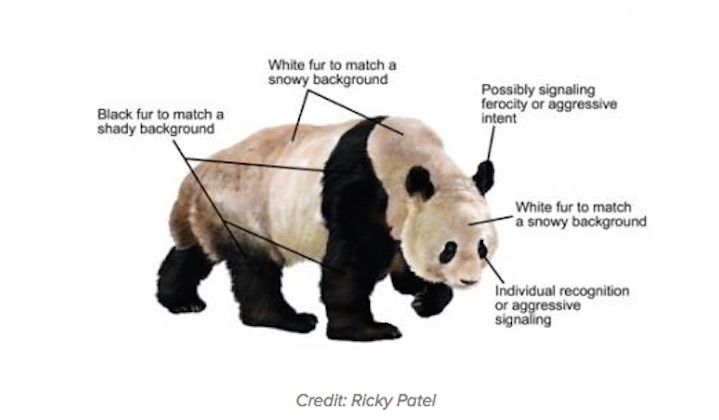 White fur to match a
snowy background
Possibly signaling
ferocity or aggressive
intent
Black fur to match a
shady background
White fur to match
a snowy background
Individual recognition
or aggressive
signaling
Credit: Ricky Patel